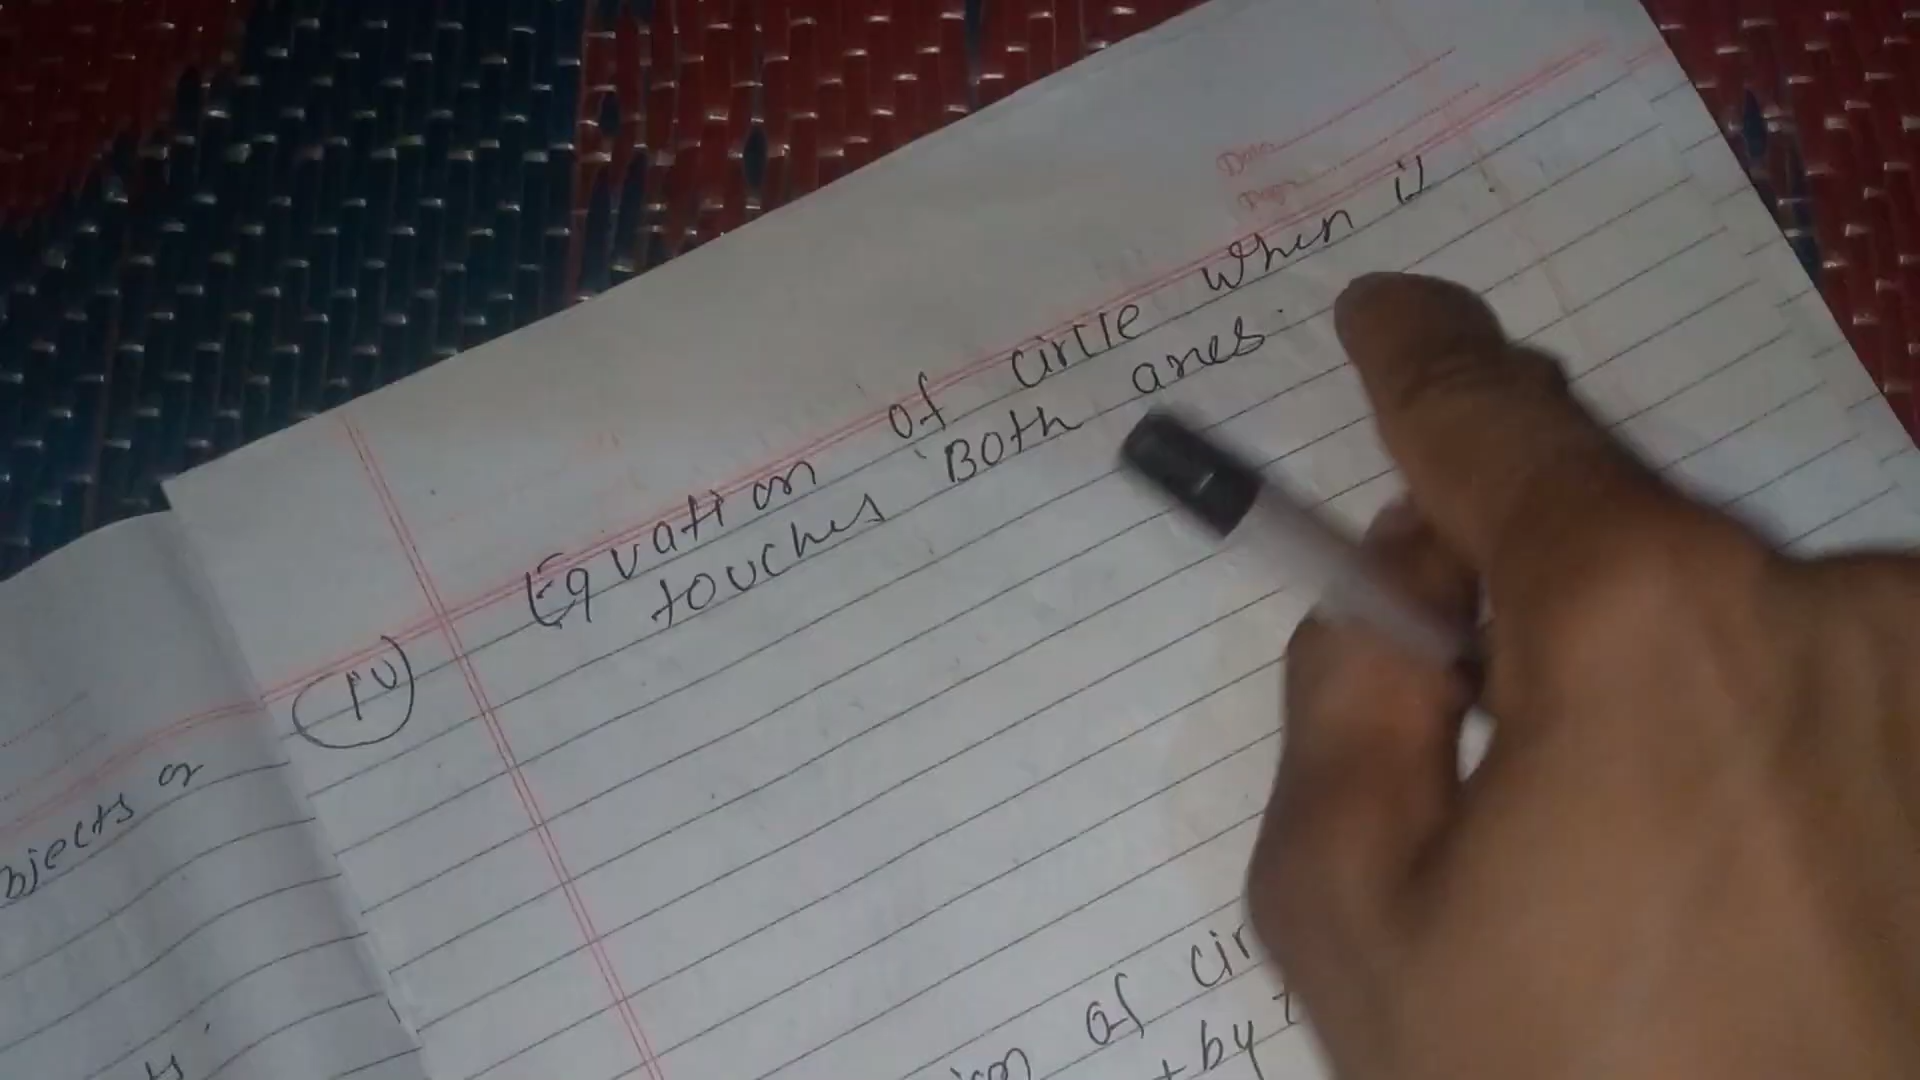 Date
Page
Equation of circle when it
touches Both axes.
(iv)
bjects or
of cir
by